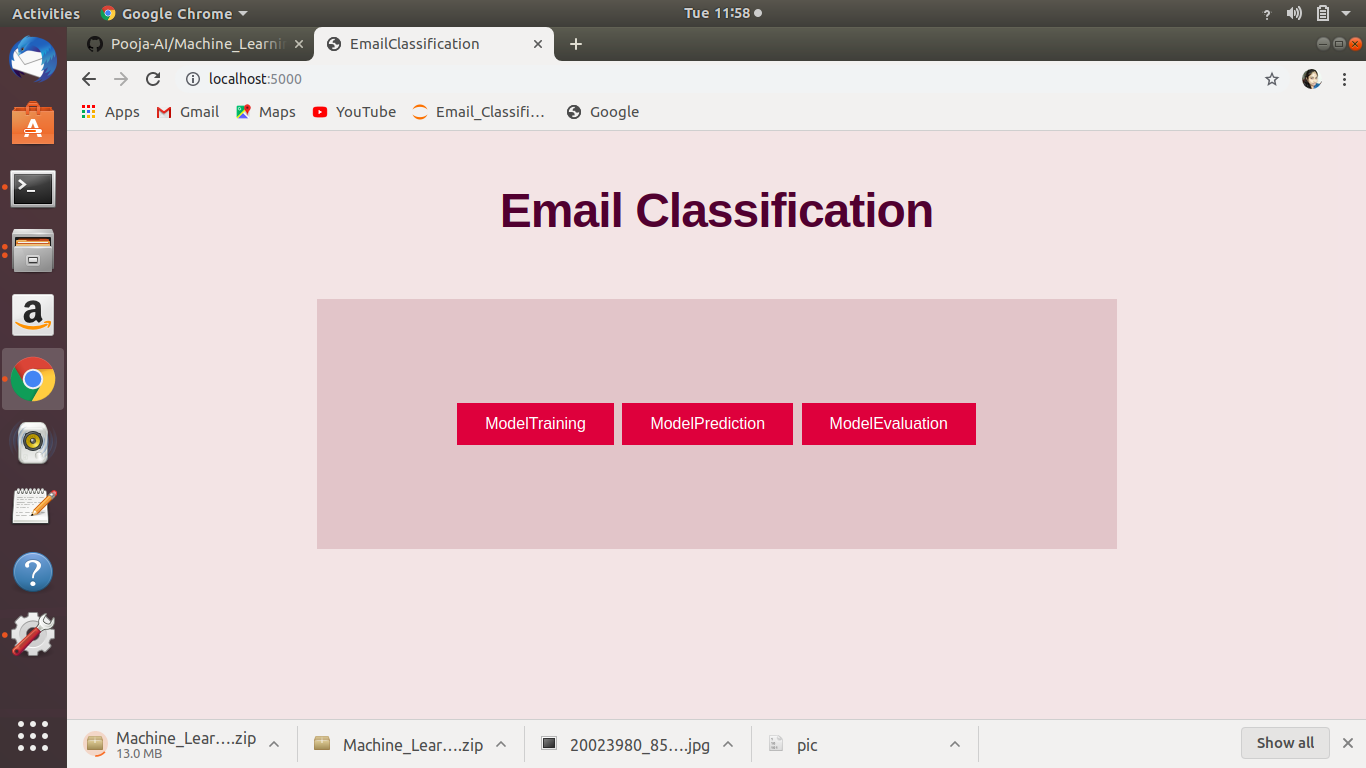 Activities Google Chrome Tue 11:58
Pooja-AI/Machine_Learnin EmailClassification
localhost:5000
Apps Gmail Maps YouTube Email_Classifi... Google
Email Classification
ModelTraining ModelPrediction ModelEvaluation
Machine_Lear....zip Machine_Lear....zip 20023980_85....jpg pic Show all
13.0 MB